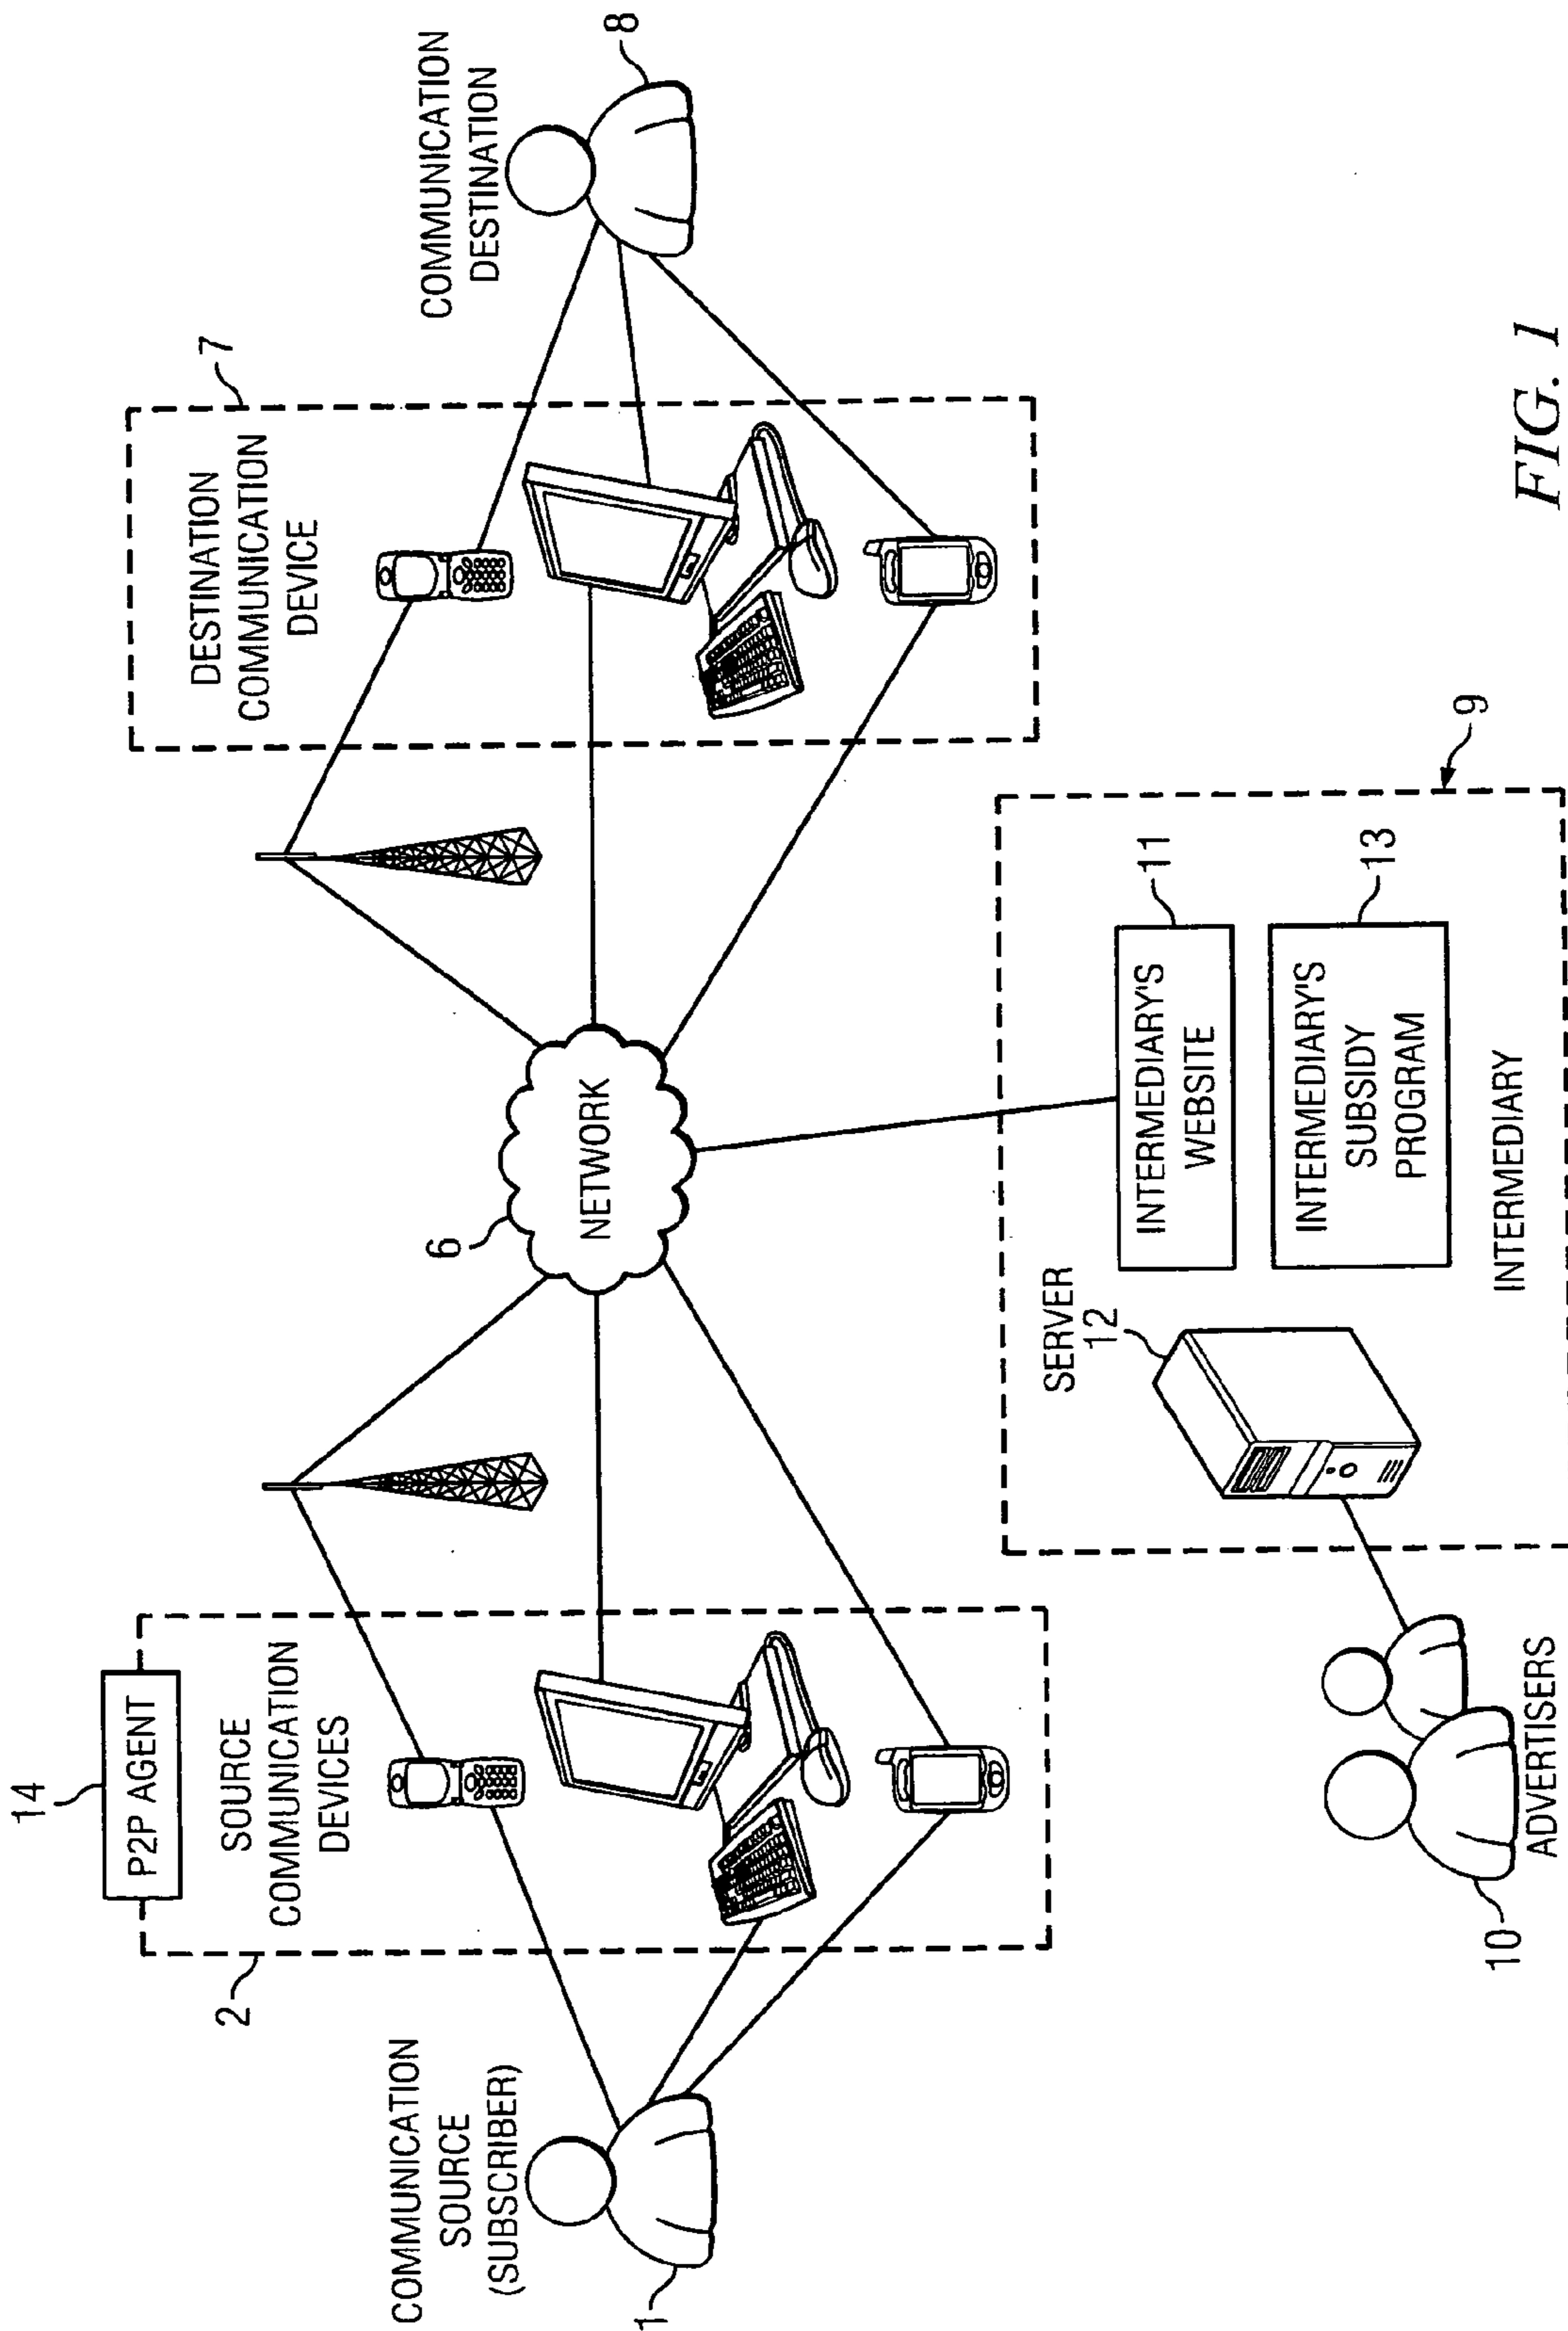 14
P2P AGENT
2
SOURCE
COMMUNICATION
DEVICES
COMMUNICATION
SOURCE
(SUBSCRIBER)
1
6
NETWORK
7
DESTINATION
COMMUNICATION
DEVICE
COMMUNICATION
DESTINATION
8
10
ADVERTISERS
SERVER
12
INTERMEDIARY'S
WEBSITE
11
INTERMEDIARY'S
SUBSIDY
PROGRAM
13
INTERMEDIARY
9
FIG. 1